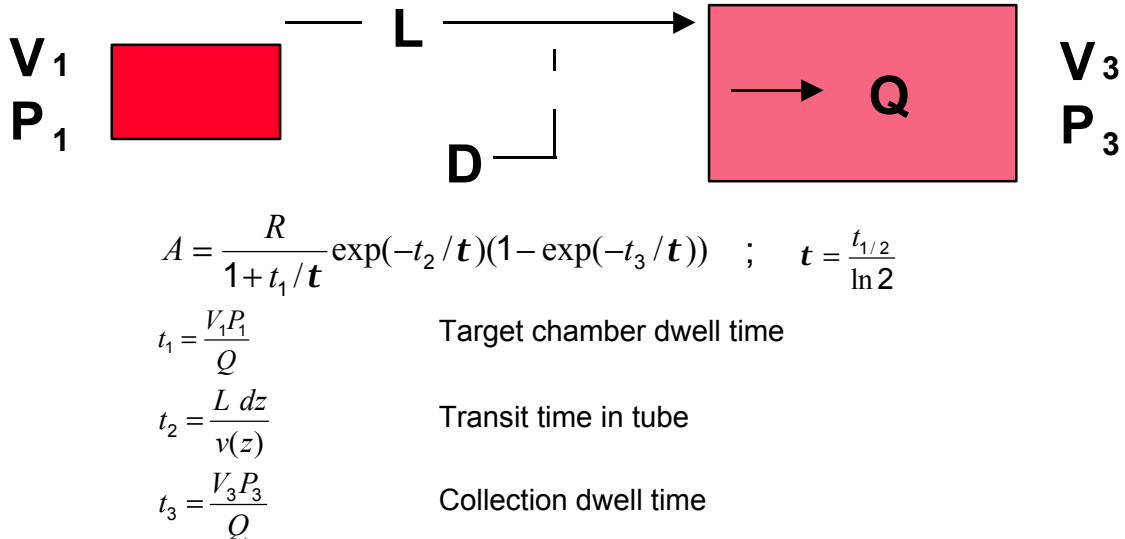 L
V₁
V₃
P₁
Q
P₃
D
A = R / (1 + t₁/t) exp(–t₂/t)(1 – exp(–t₃/t)) ; t = t₁/₂ / ln 2
t₁ = V₁P₁ / Q Target chamber dwell time
t₂ = L dz / v(z) Transit time in tube
t₃ = V₃P₃ / Q Collection dwell time